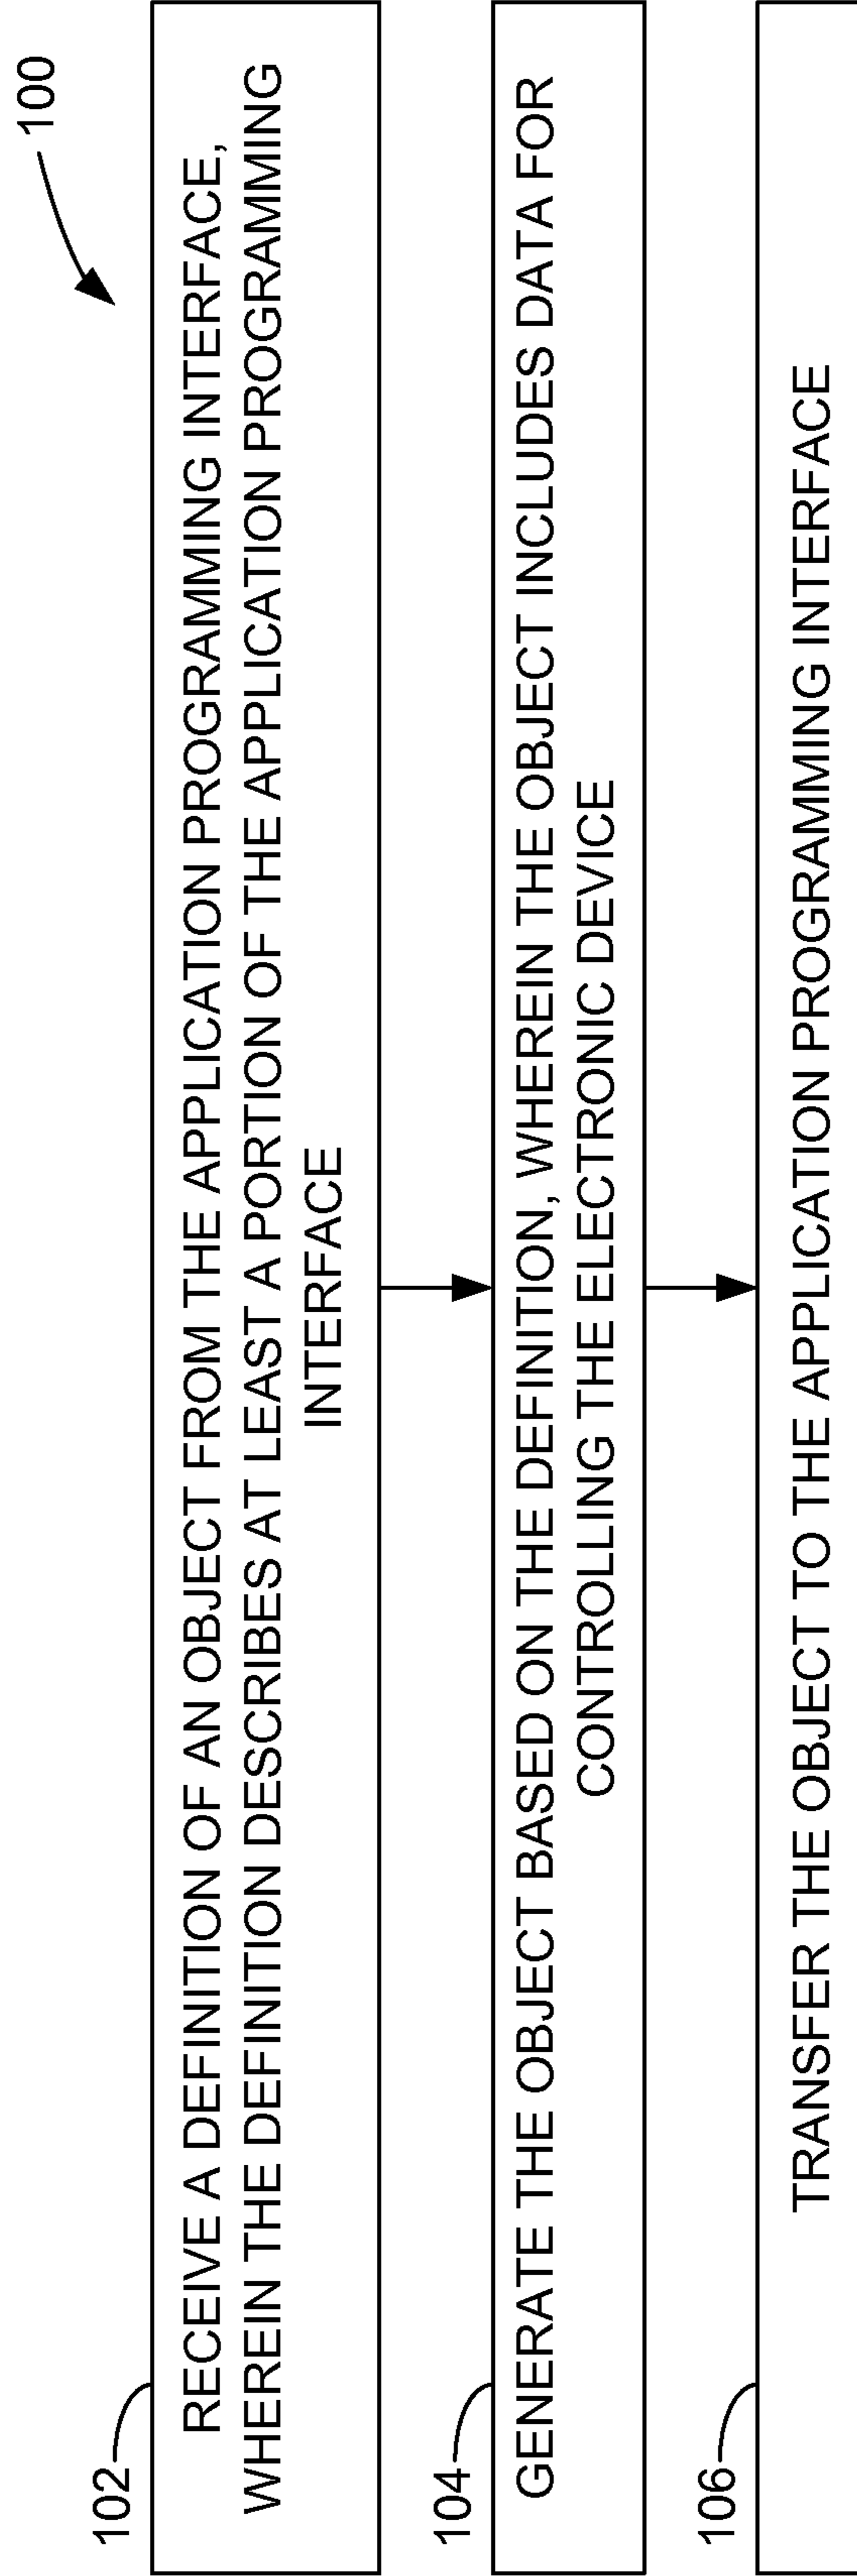 100
102
RECEIVE A DEFINITION OF AN OBJECT FROM THE APPLICATION PROGRAMMING INTERFACE,
WHEREIN THE DEFINITION DESCRIBES AT LEAST A PORTION OF THE APPLICATION PROGRAMMING
INTERFACE
104
GENERATE THE OBJECT BASED ON THE DEFINITION, WHEREIN THE OBJECT INCLUDES DATA FOR
CONTROLLING THE ELECTRONIC DEVICE
106
TRANSFER THE OBJECT TO THE APPLICATION PROGRAMMING INTERFACE